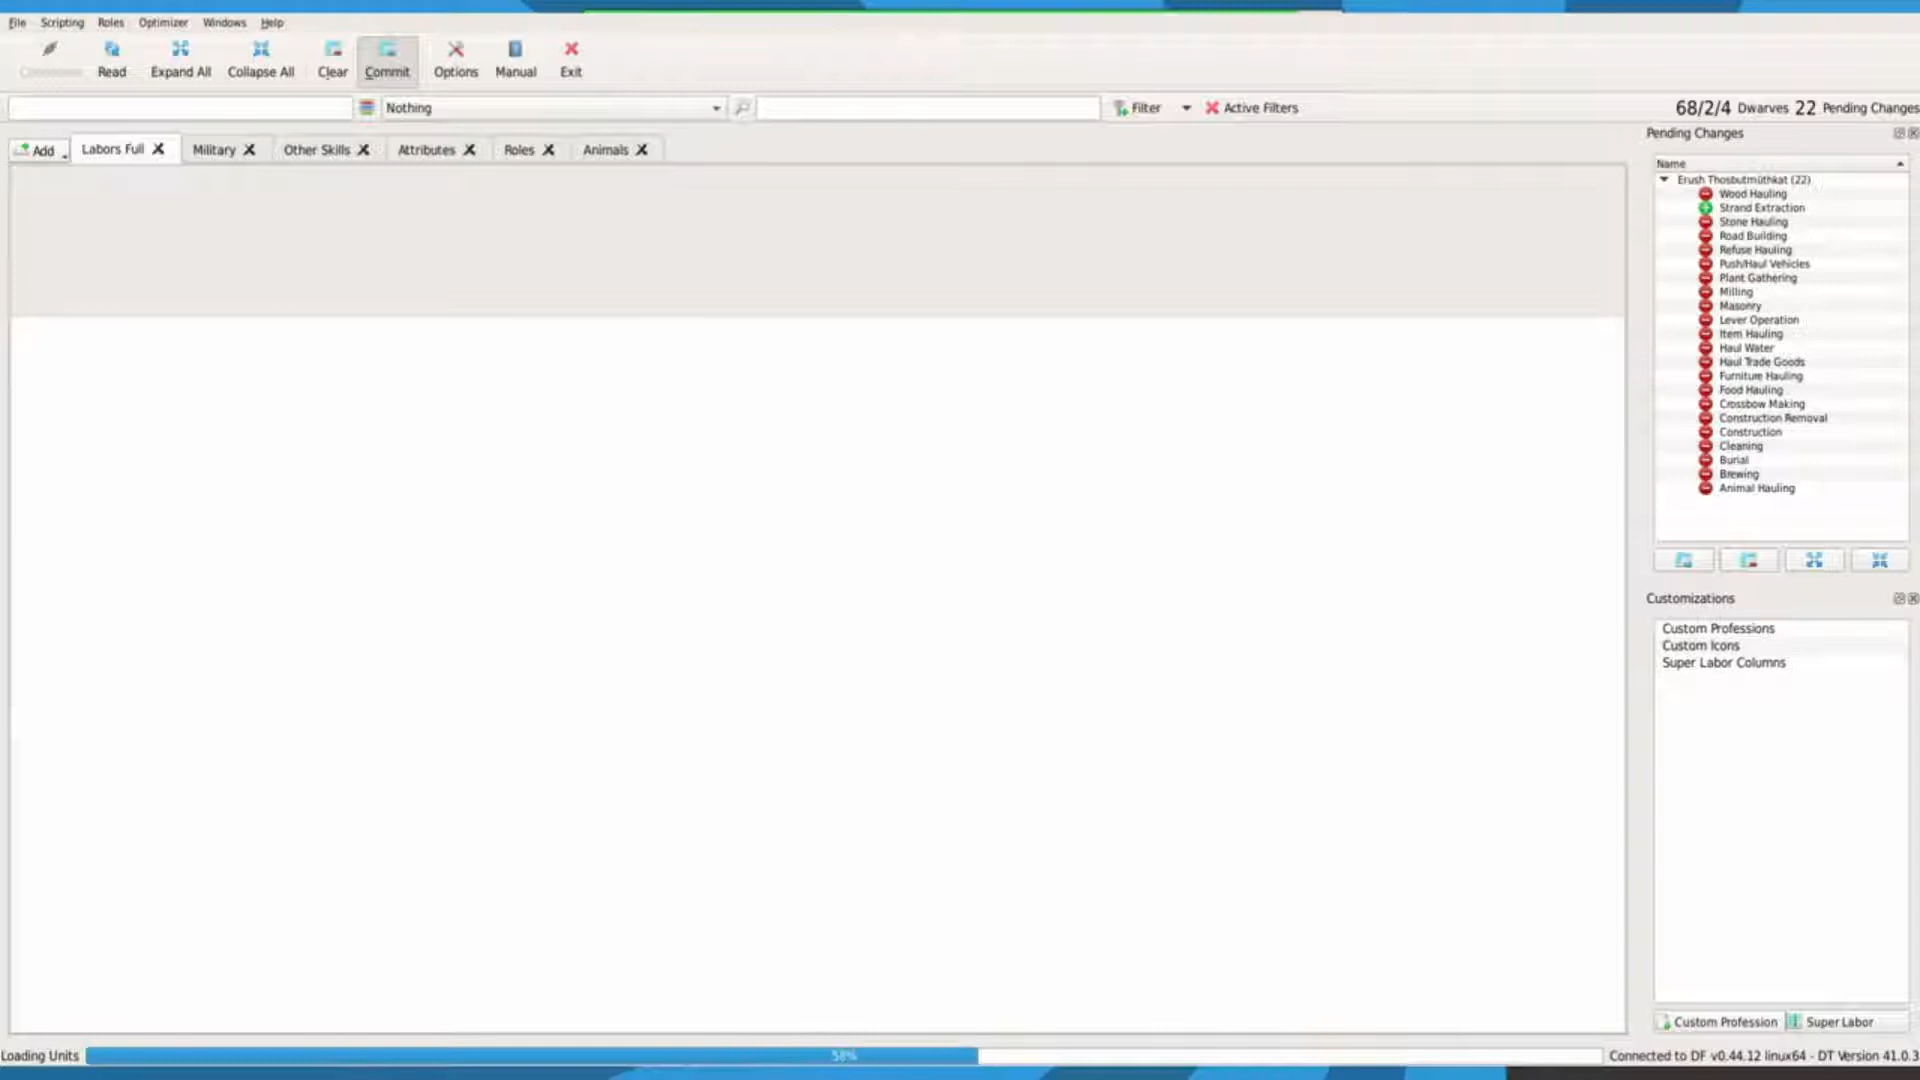 File Scripting Roles Optimizer Windows Help
Read Expand All Collapse All Clear Commit Options Manual Exit
Nothing Filter Active Filters 68/2/4 Dwarves 22 Pending Changes
Pending Changes
Add Labors Full Military Other Skills Attributes Roles Animals
Name
Erush Thosbutmûthkat (22)
Wood Hauling
Strand Extraction
Stone Hauling
Road Building
Refuse Hauling
Push/Haul Vehicles
Plant Gathering
Milling
Masonry
Lever Operation
Item Hauling
Haul Water
Haul Trade Goods
Furniture Hauling
Food Hauling
Crossbow Making
Construction Removal
Construction
Cleaning
Burial
Brewing
Animal Hauling
Customizations
Custom Professions
Custom Icons
Super Labor Columns
Custom Profession Super Labor
Loading Units 58% Connected to DF v0.44.12 linux64 - DT Version 41.0.3